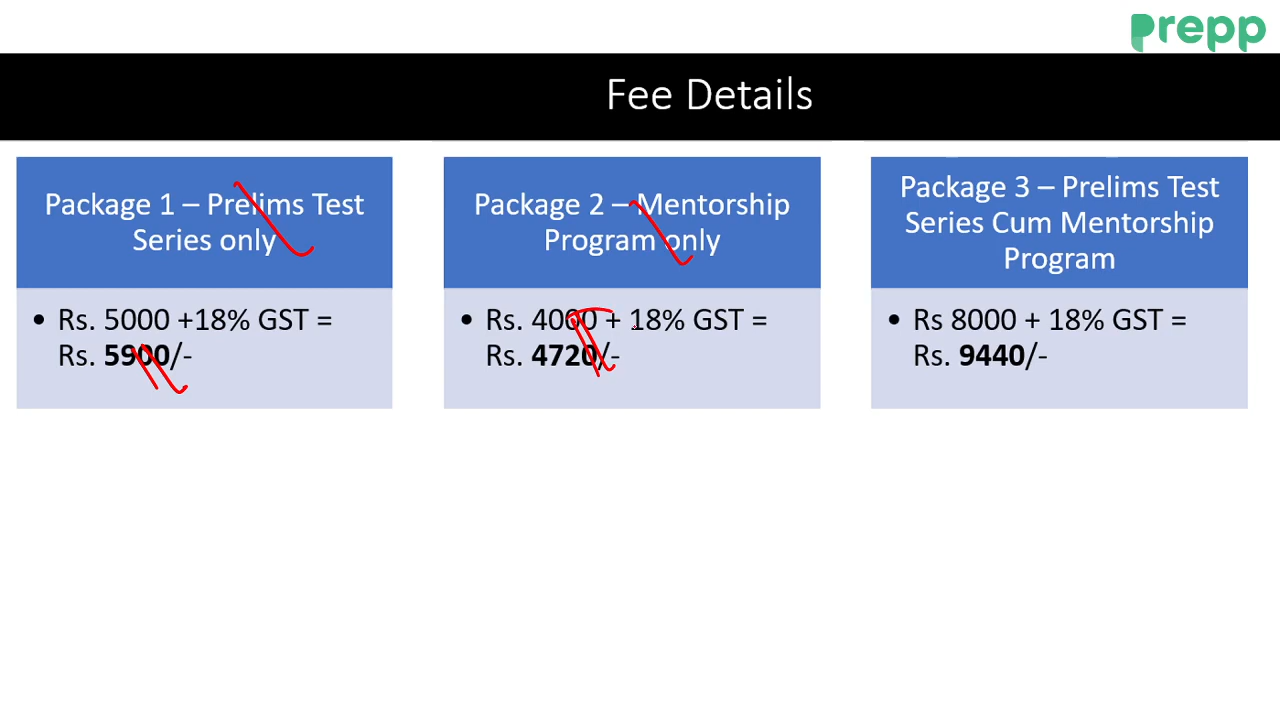 prepp
Fee Details
Package 1 – Prelims Test
Series only
• Rs. 5000 +18% GST =
Rs. 5900/-
Package 2 – Mentorship
Program only
• Rs. 4000 + 18% GST =
Rs. 4720/-
Package 3 – Prelims Test
Series Cum Mentorship
Program
• Rs 8000 + 18% GST =
Rs. 9440/-